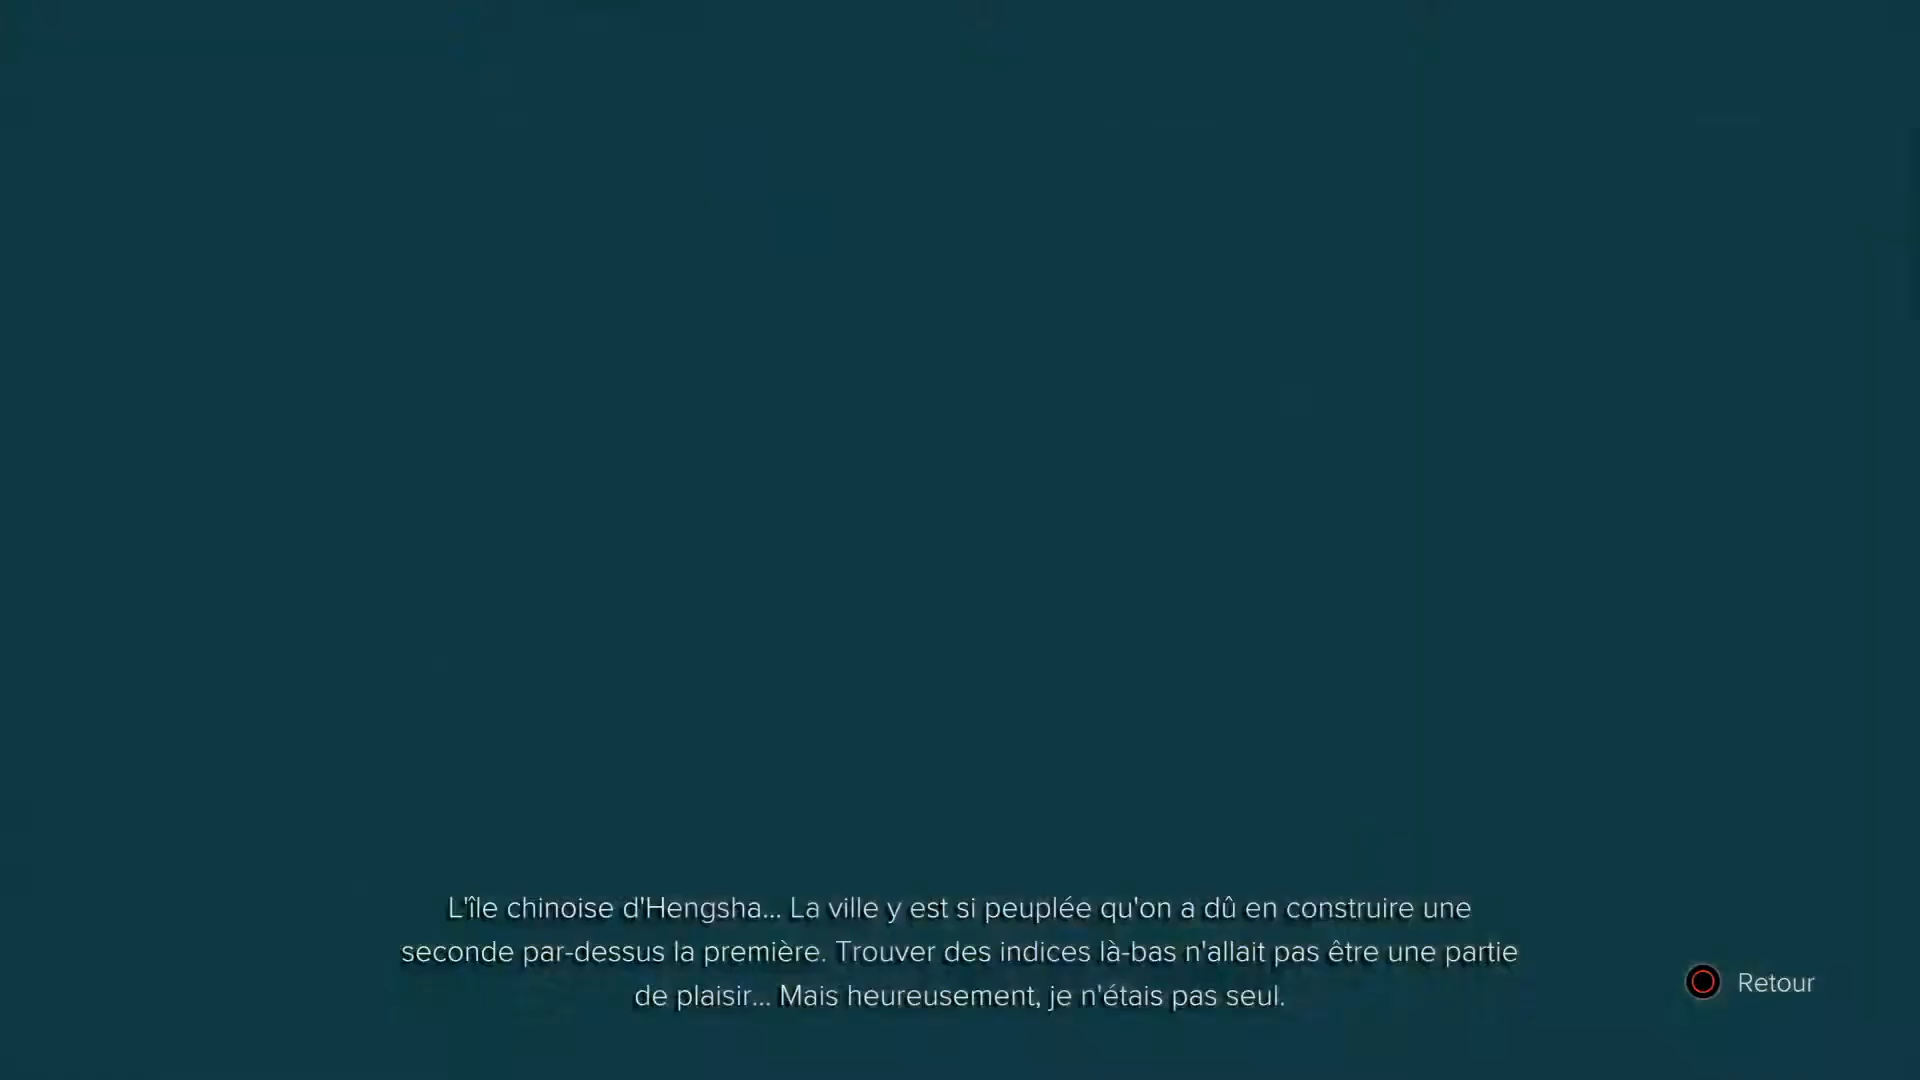 L'île chinoise d'Hengsha... La ville y est si peuplée qu'on a dû en construire une
seconde par-dessus la première. Trouver des indices là-bas n'allait pas être une partie
de plaisir... Mais heureusement, je n'étais pas seul.
Retour